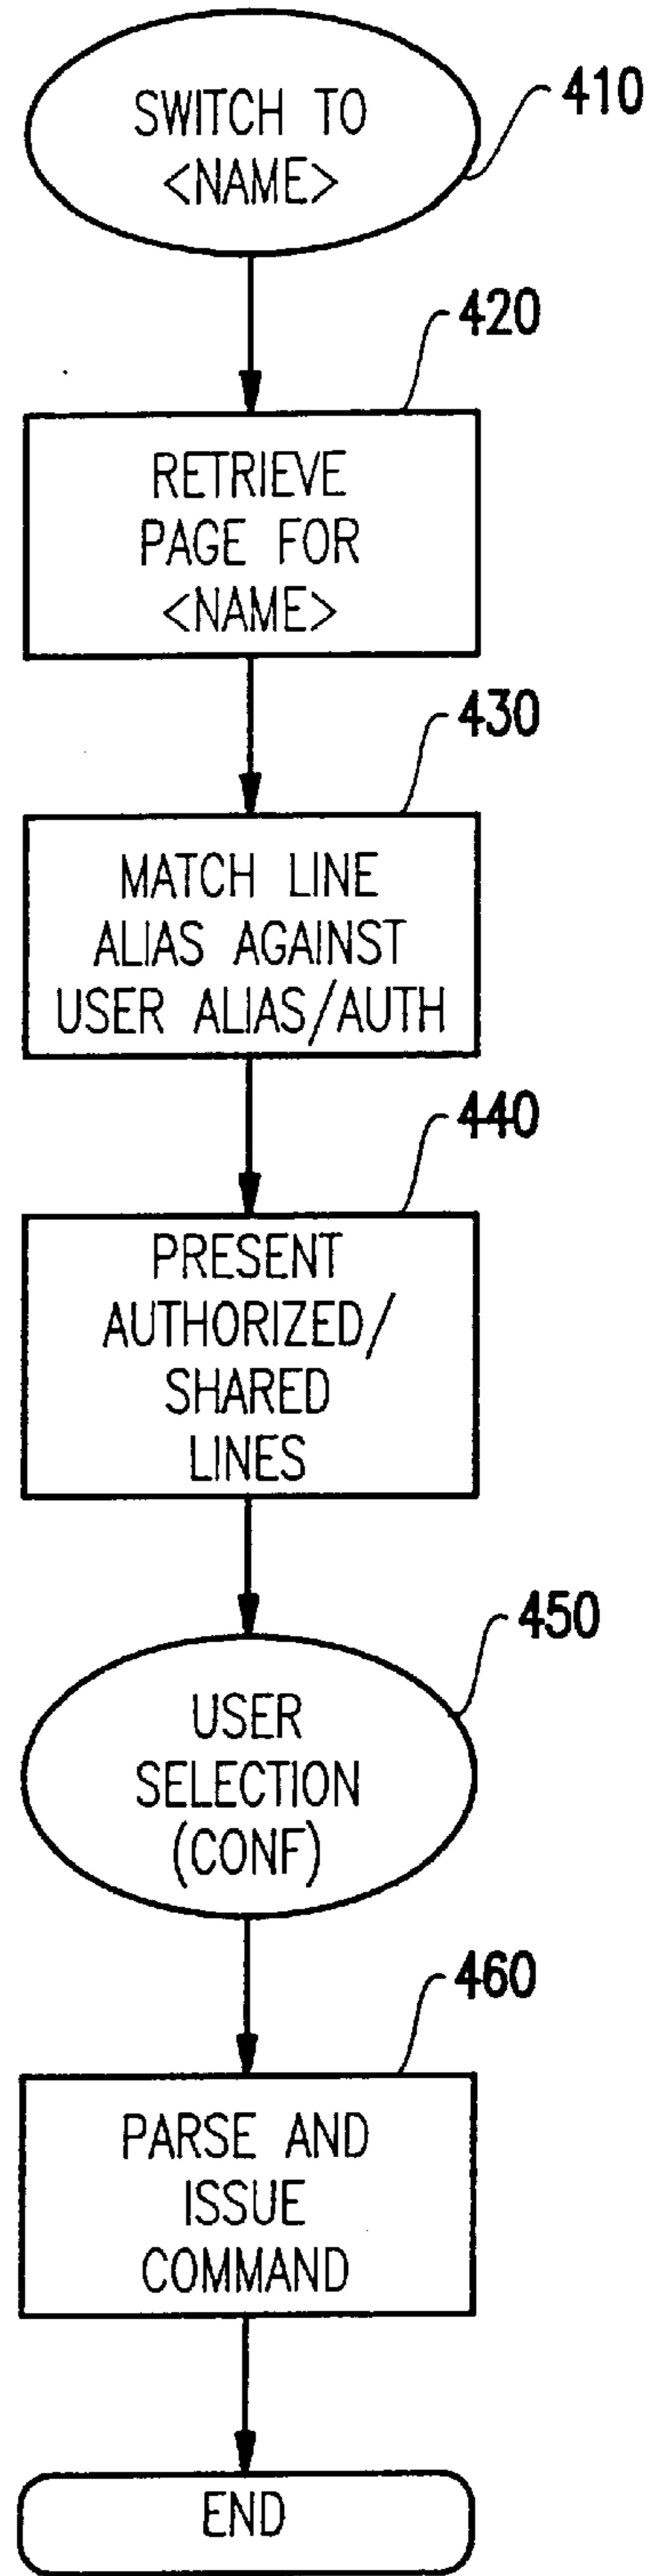 SWITCH TO
<NAME>
410
420
RETRIEVE
PAGE FOR
<NAME>
430
MATCH LINE
ALIAS AGAINST
USER ALIAS/AUTH
440
PRESENT
AUTHORIZED/
SHARED
LINES
450
USER
SELECTION
(CONF)
460
PARSE AND
ISSUE
COMMAND
END